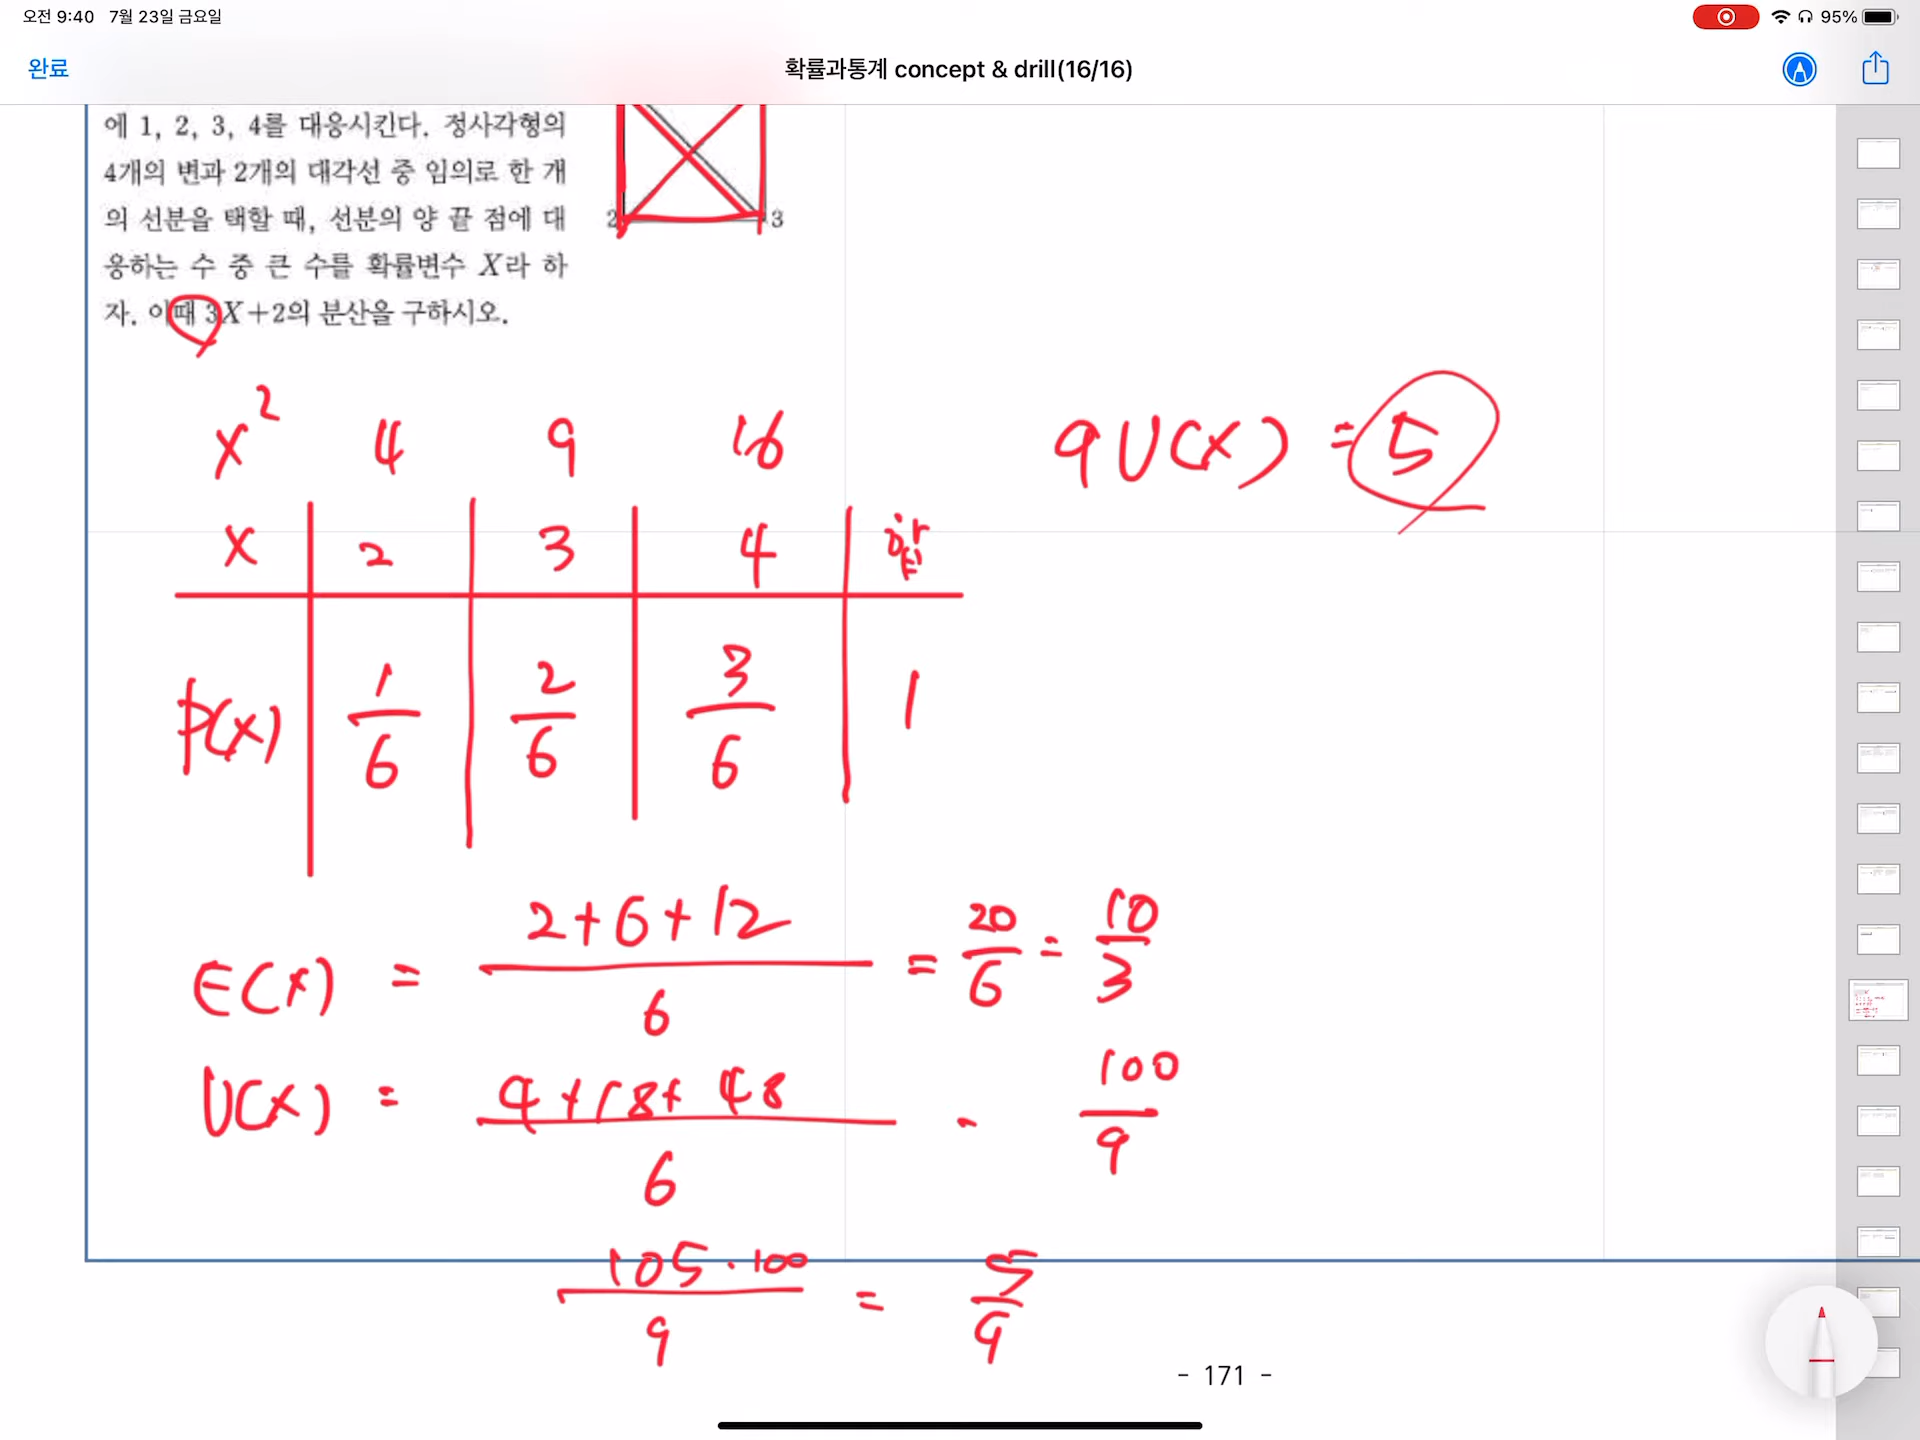 오전 9:40 7월 23일 금요일 95%
완료 확률과통계 concept & drill(16/16)
에 1, 2, 3, 4를 대응시킨다. 정사각형의
4개의 변과 2개의 대각선 중 임의로 한 개
의 선분을 택할 때, 선분의 양 끝 점에 대
응하는 수 중 큰 수를 확률변수 X라 하
자. 이때 3X+2의 분산을 구하시오.
2 3
X² 4 9 16
X 2 3 4 합
P(X) 1/6 2/6 3/6 1
E(X) = (2+6+12)/6 = 20/6 = 10/3
V(X) = (4+18+48)/6 - 100/9
(105-100)/9 = 5/9
9V(X) = 5
- 171 -